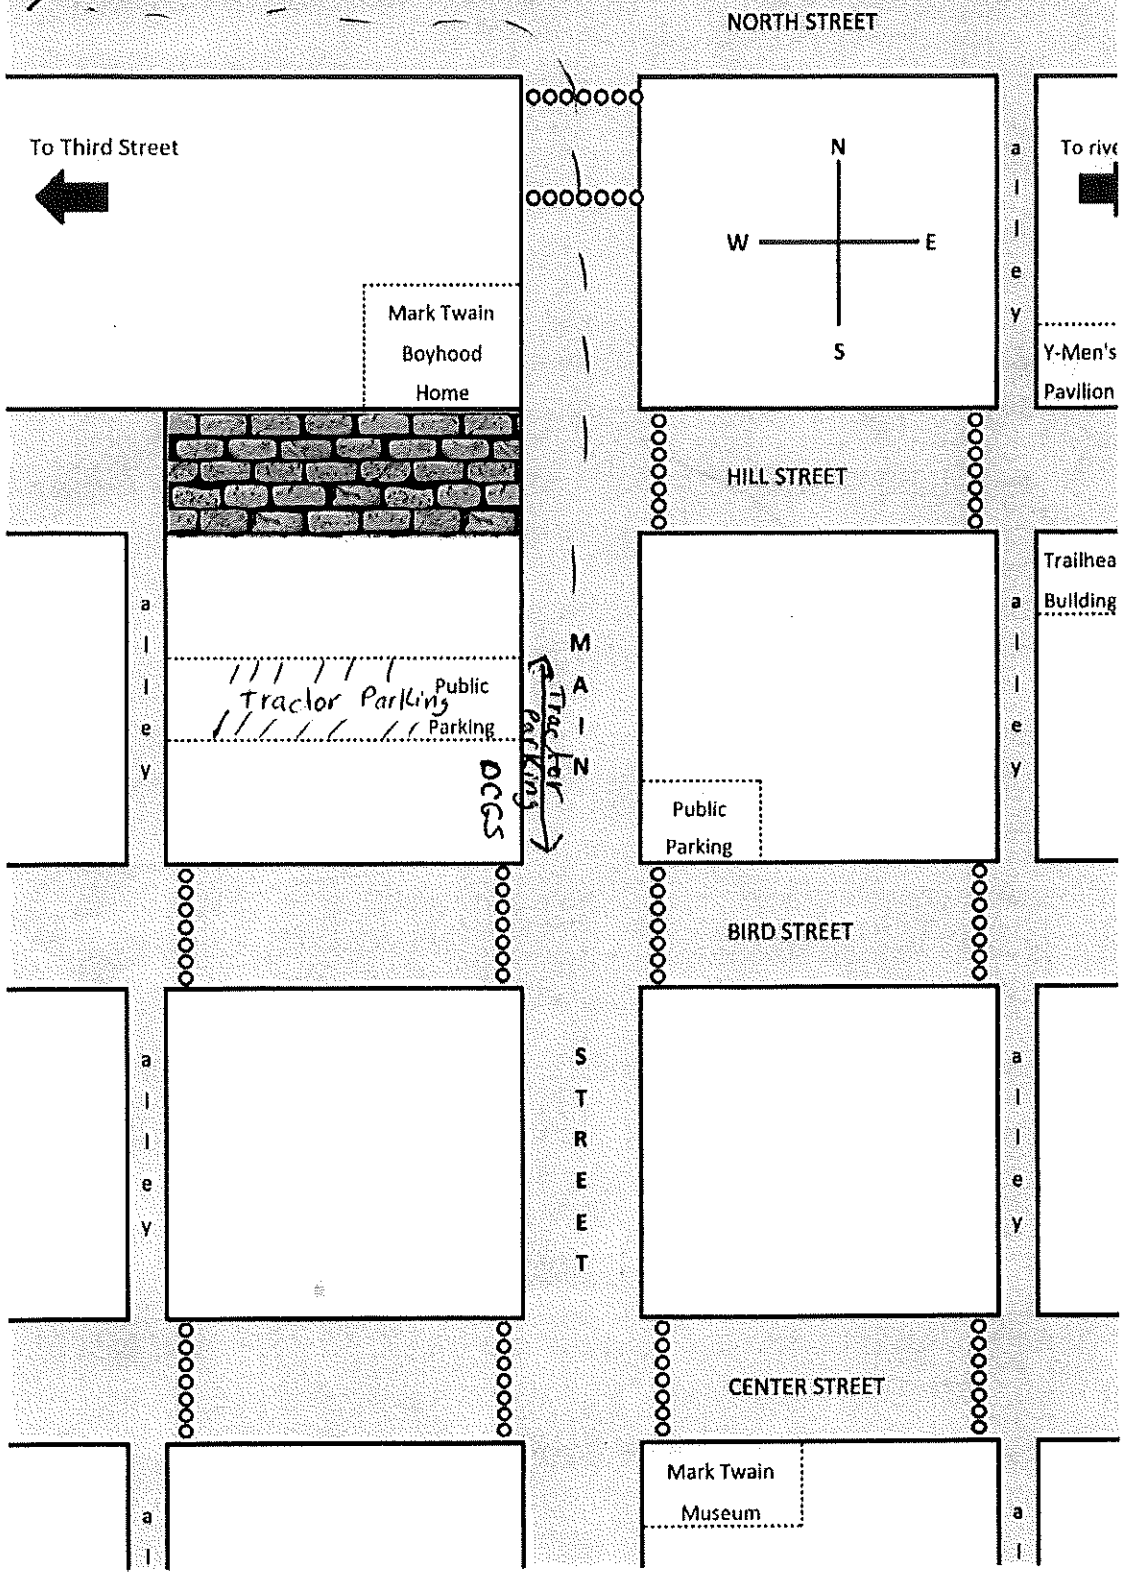 NORTH STREET
To Third Street
N
W
E
S
a
l
l
e
y
To rive
Mark Twain
Boyhood
Home
Y-Men's
Pavilion
HILL STREET
a
l
l
e
y
Tractor Parking
Public
Parking
M
A
I
N
Tractor
Parking
OCGS
Public
Parking
a
l
l
e
y
Trailhea
Building
BIRD STREET
a
l
l
e
y
S
T
R
E
E
T
a
l
l
e
y
CENTER STREET
a
l
Mark Twain
Museum
a
l